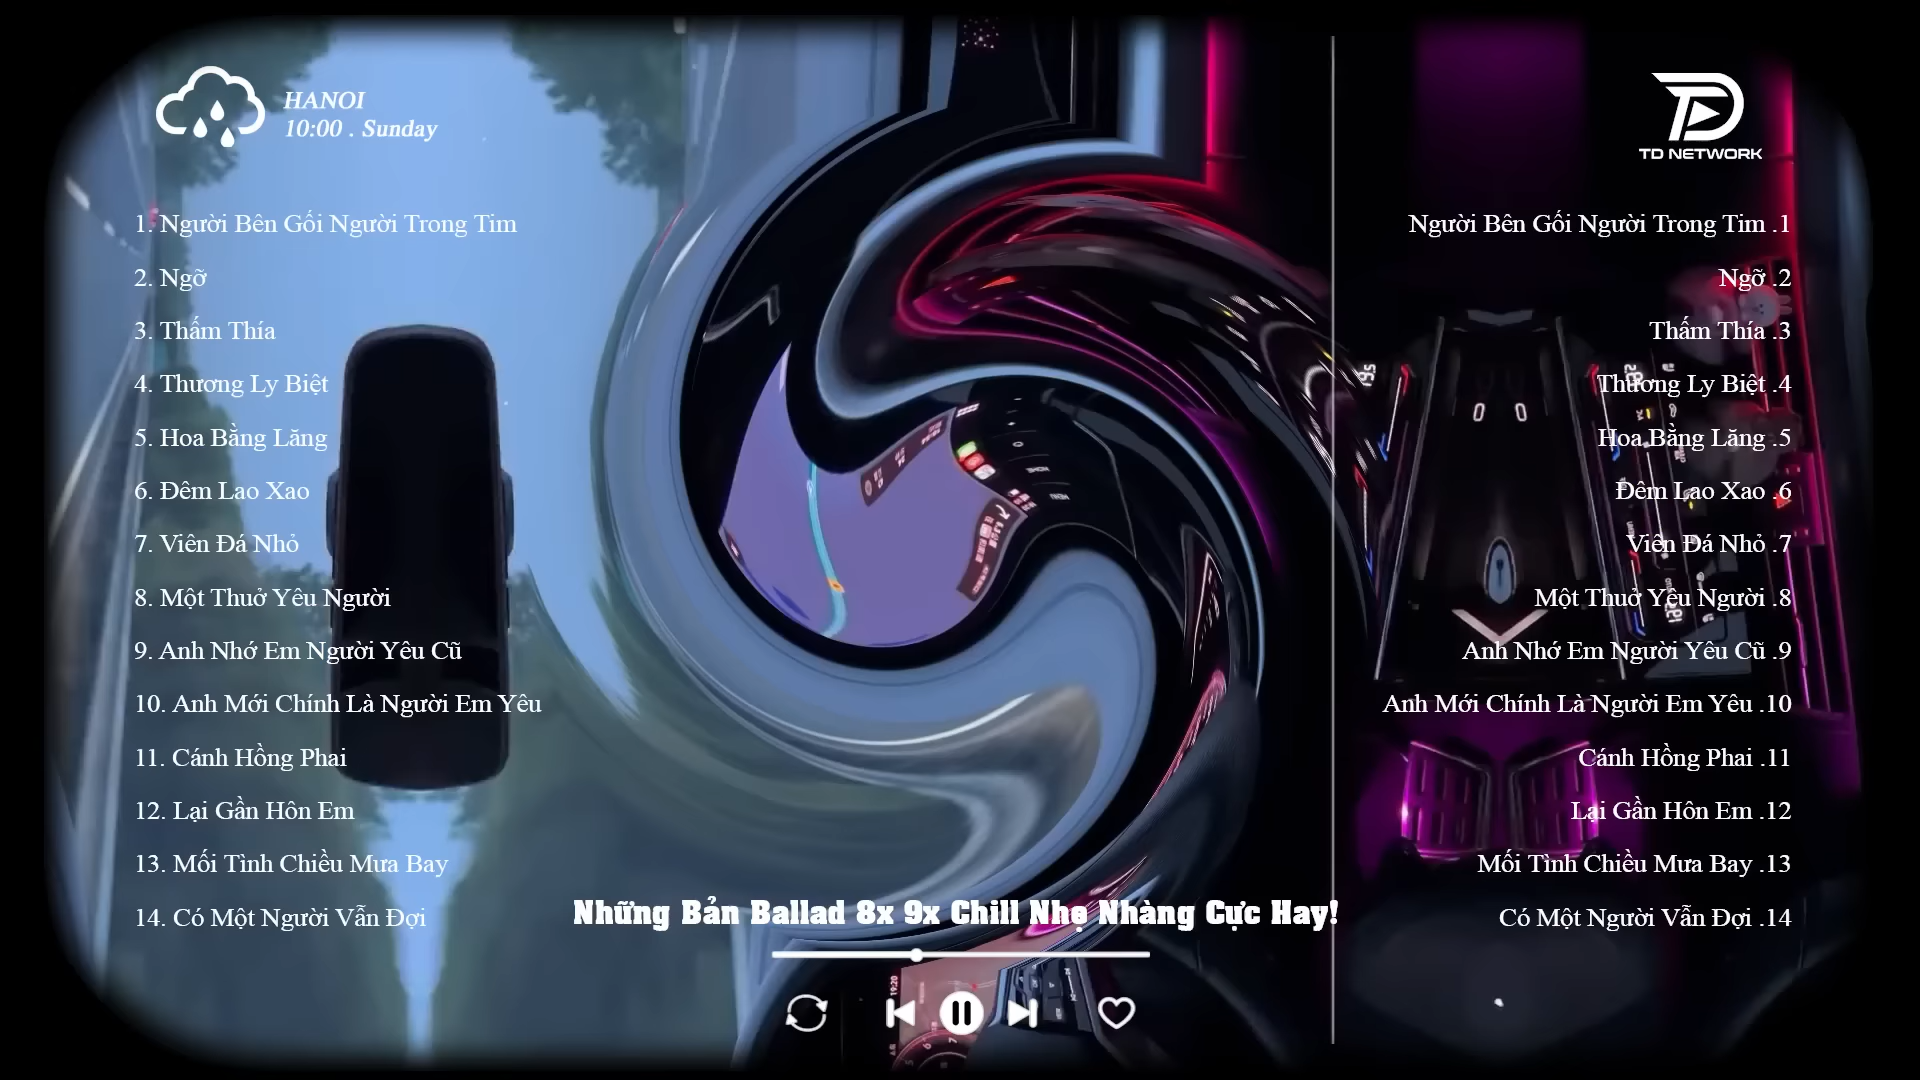 HANOI
10:00 . Sunday
TD NETWORK
1. Người Bên Gối Người Trong Tim
2. Ngỡ
3. Thấm Thía
4. Thương Ly Biệt
5. Hoa Bằng Lăng
6. Đêm Lao Xao
7. Viên Đá Nhỏ
8. Một Thuở Yêu Người
9. Anh Nhớ Em Người Yêu Cũ
10. Anh Mới Chính Là Người Em Yêu
11. Cánh Hồng Phai
12. Lại Gần Hôn Em
13. Mối Tình Chiều Mưa Bay
14. Có Một Người Vẫn Đợi
Người Bên Gối Người Trong Tim .1
Ngỡ .2
Thấm Thía .3
Thương Ly Biệt .4
Hoa Bằng Lăng .5
Đêm Lao Xao .6
Viên Đá Nhỏ .7
Một Thuở Yêu Người .8
Anh Nhớ Em Người Yêu Cũ .9
Anh Mới Chính Là Người Em Yêu .10
Cánh Hồng Phai .11
Lại Gần Hôn Em .12
Mối Tình Chiều Mưa Bay .13
Có Một Người Vẫn Đợi .14
Những Bản Ballad 8x 9x Chill Nhẹ Nhàng Cực Hay!
19:20